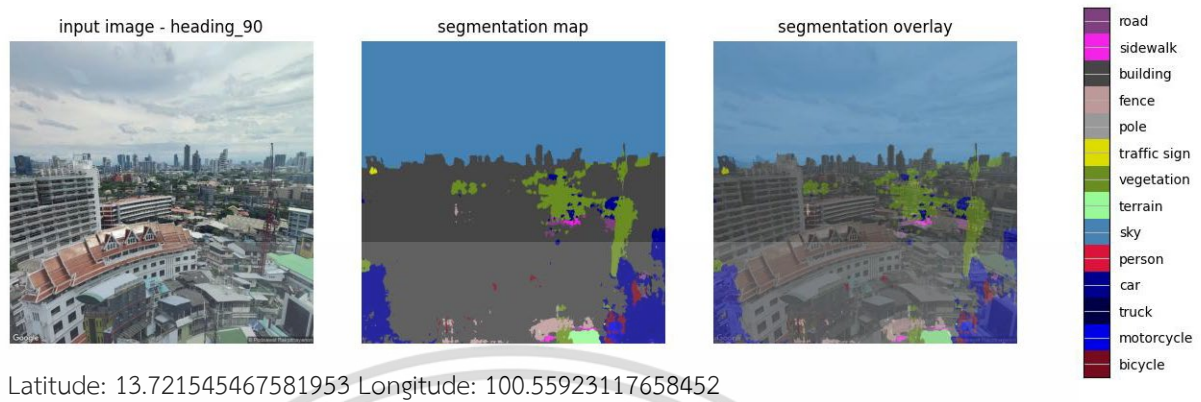 input image - heading_90
segmentation map
segmentation overlay
road
sidewalk
building
fence
pole
traffic sign
vegetation
terrain
sky
person
car
truck
motorcycle
bicycle
Google
Latitude: 13.721545467581953 Longitude: 100.55923117658452